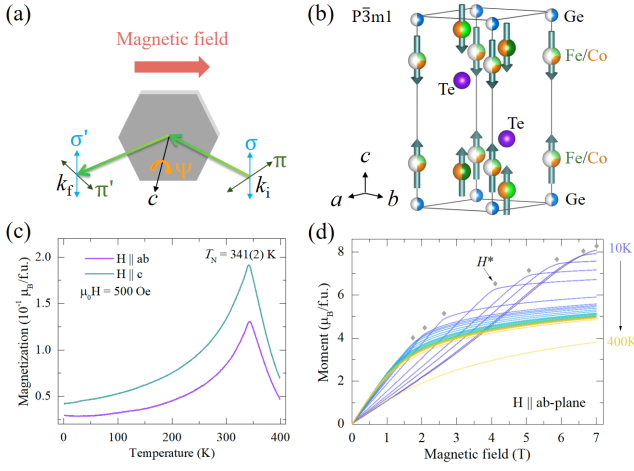 (a)
Magnetic field
σ'
σ
π
k_f
π'
Ψ
k_i
c
(b)
P3̄m1
Ge
Fe/Co
Te
Fe/Co
c
a
b
Ge
(c)
H || ab
H || c
μ₀H = 500 Oe
T_N = 341(2) K
Magnetization (10⁻¹ μ_B/f.u.)
2.0
1.5
1.0
0.5
0 100 200 300 400
Temperature (K)
(d)
Moment (μ_B/f.u.)
8
6
4
2
0
H*
10K
400K
H || ab-plane
0 1 2 3 4 5 6 7
Magnetic field (T)